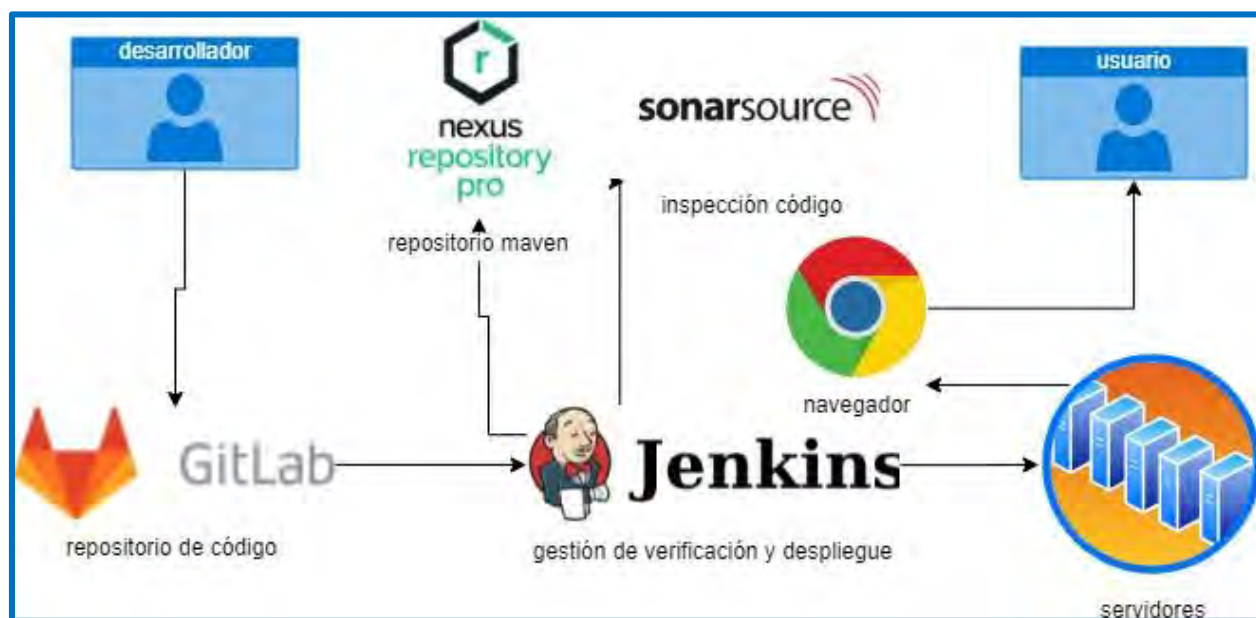 desarrollador
r
nexus
repository
pro
repositorio maven
sonarsource
inspección código
usuario
navegador
GitLab
repositorio de código
Jenkins
gestión de verificación y despliegue
servidores